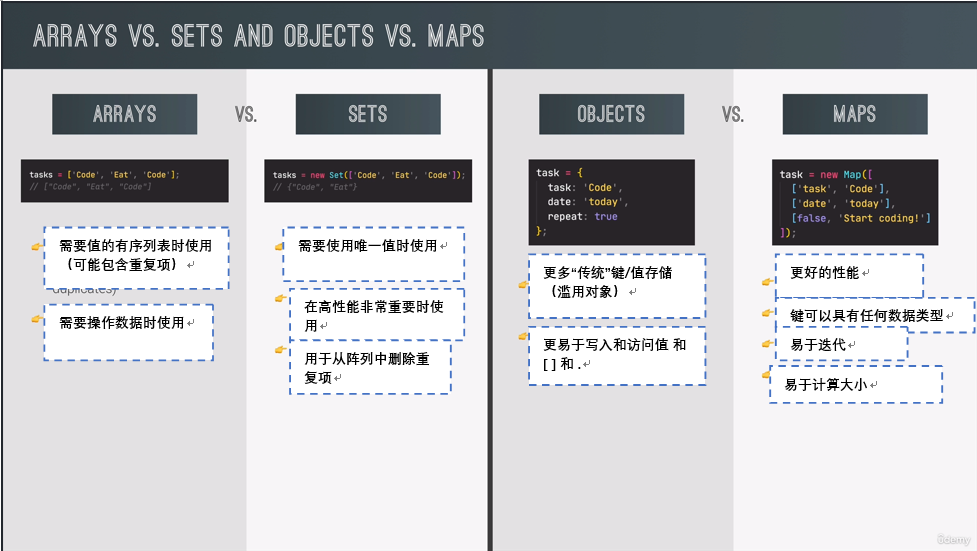 ARRAYS VS. SETS AND OBJECTS VS. MAPS
ARRAYS
VS.
SETS
OBJECTS
VS.
MAPS
tasks = ['Code', 'Eat', 'Code'];
// ["Code", "Eat", "Code"]
需要值的有序列表时使用
（可能包含重复项）
duplicates)
需要操作数据时使用
tasks = new Set(['Code', 'Eat', 'Code']);
// {"Code", "Eat"}
需要使用唯一值时使用
在高性能非常重要时使
用
用于从阵列中删除重
复项
task = {
task: 'Code',
date: 'today',
repeat: true
};
更多“传统”键/值存储
（滥用对象）
更易于写入和访问值 和
[ ] 和 .
task = new Map([
['task', 'Code'],
['date', 'today'],
[false, 'Start coding!']
]);
更好的性能
键可以具有任何数据类型
易于迭代
易于计算大小
ûdemy